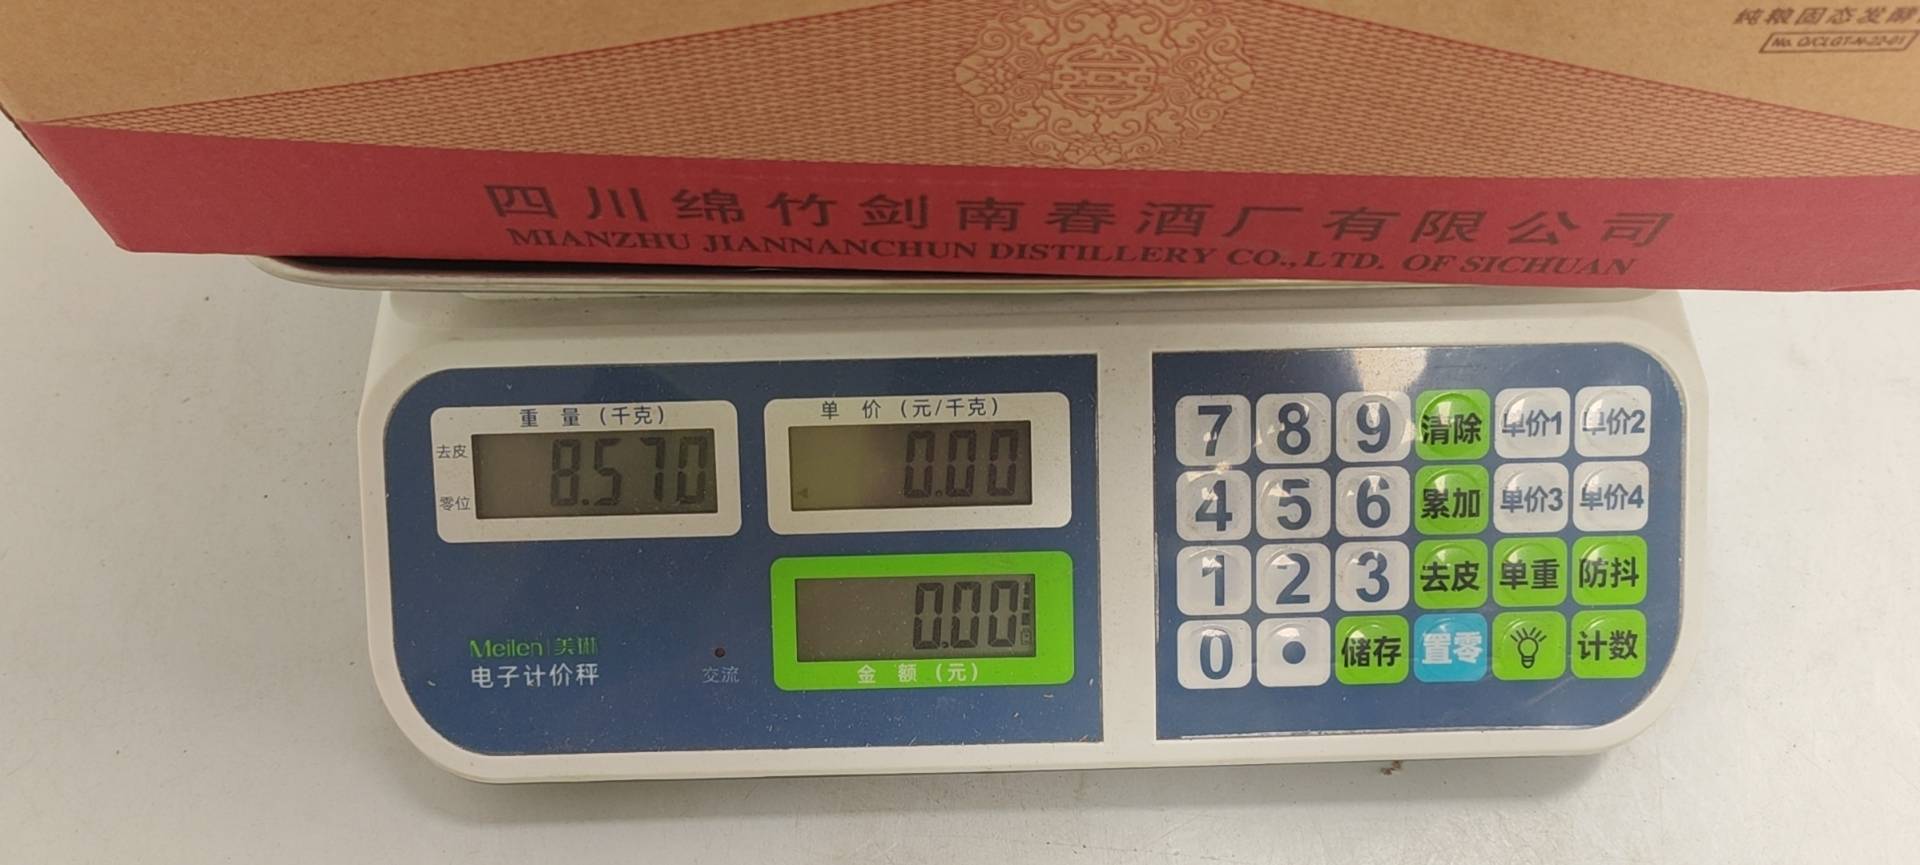 纯粮固态发酵
No. Q/CLGT-N-22-01
四川绵竹剑南春酒厂有限公司
MIANZHU JIANNANCHUN DISTILLERY CO.,LTD. OF SICHUAN
重 量 (千克)
去皮
零位
8.570
单 价 (元/千克)
0.00
0.00
金 额 (元)
Meilen|美琳
电子计价秤
交流
7 8 9 清除 单价1 单价2
4 5 6 累加 单价3 单价4
1 2 3 去皮 单重 防抖
0 • 储存 置零 计数